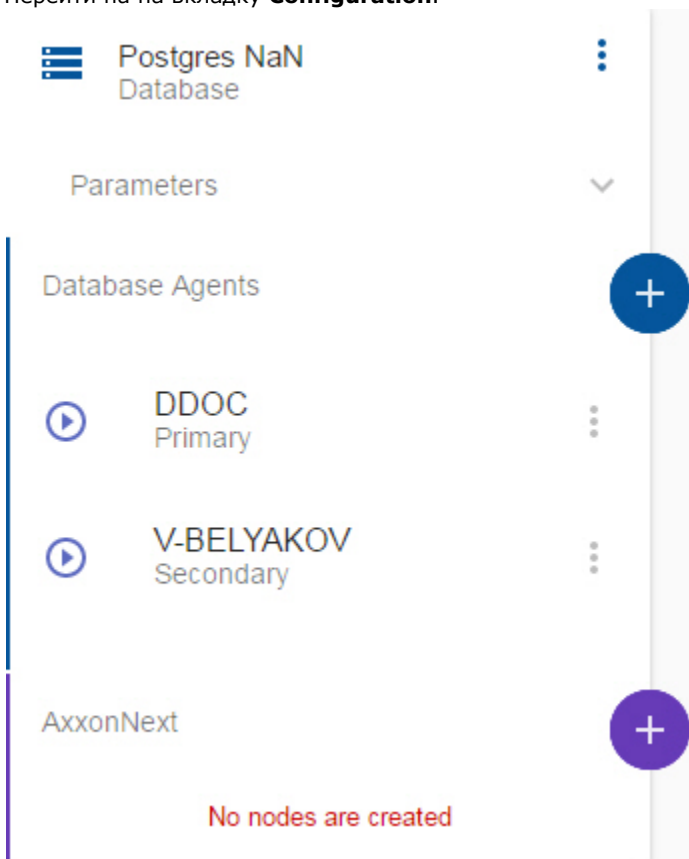 Перейти на на вкладку Configuration.
Postgres NaN
Database
Parameters
Database Agents
DDOC
Primary
V-BELYAKOV
Secondary
AxxonNext
No nodes are created